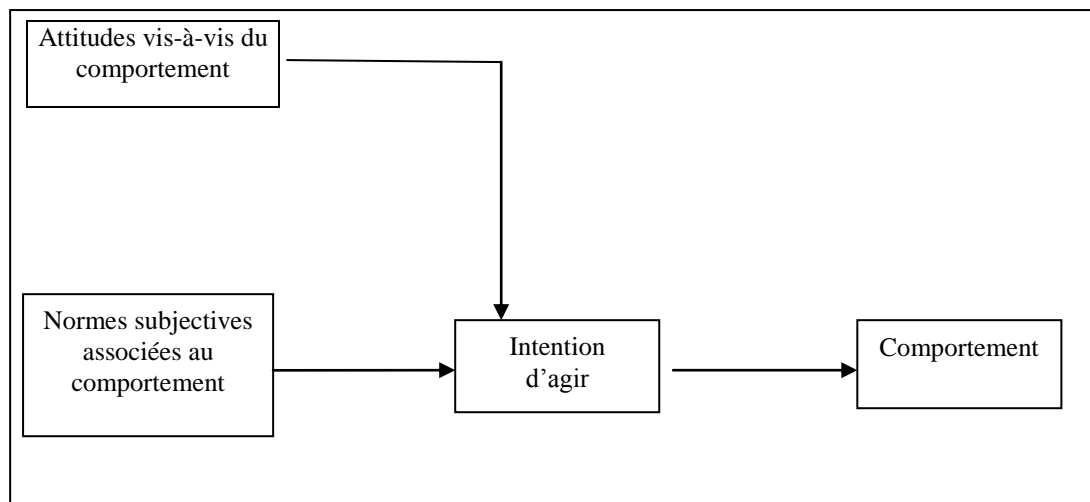 Attitudes vis-à-vis du
comportement
Normes subjectives
associées au
comportement
Intention
d’agir
Comportement